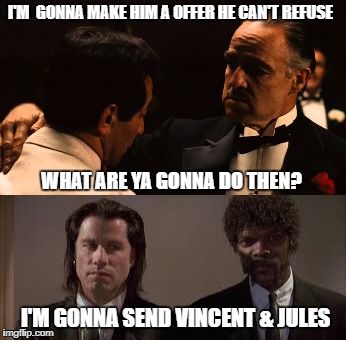 I'M GONNA MAKE HIM A OFFER HE CAN'T REFUSE
WHAT ARE YA GONNA DO THEN?
I'M GONNA SEND VINCENT & JULES
imgflip.com